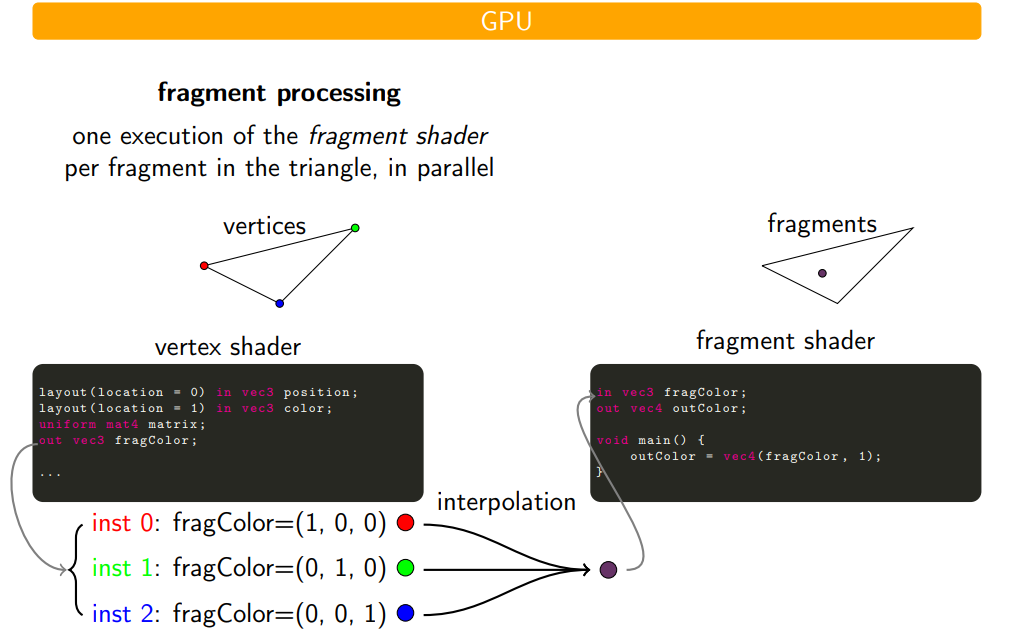 GPU
fragment processing
one execution of the fragment shader
per fragment in the triangle, in parallel
vertices
fragments
vertex shader
fragment shader
layout(location = 0) in vec3 position;
layout(location = 1) in vec3 color;
uniform mat4 matrix;
out vec3 fragColor;
...
in vec3 fragColor;
out vec4 outColor;
void main() {
outColor = vec4(fragColor, 1);
}
interpolation
inst 0: fragColor=(1, 0, 0)
inst 1: fragColor=(0, 1, 0)
inst 2: fragColor=(0, 0, 1)